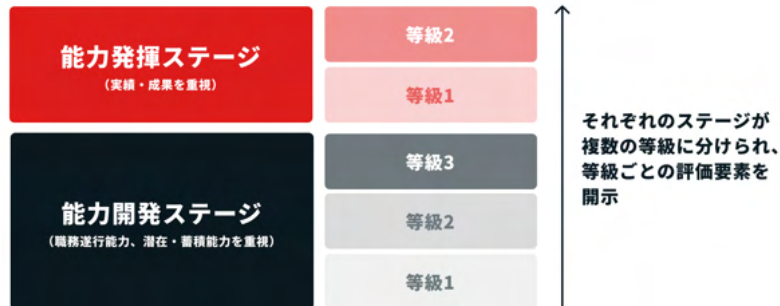 能力発揮ステージ
（実績・成果を重視）
等級2
等級1
能力開発ステージ
（職務遂行能力、潜在・蓄積能力を重視）
等級3
等級2
等級1
それぞれのステージが
複数の等級に分けられ、
等級ごとの評価要素を
開示